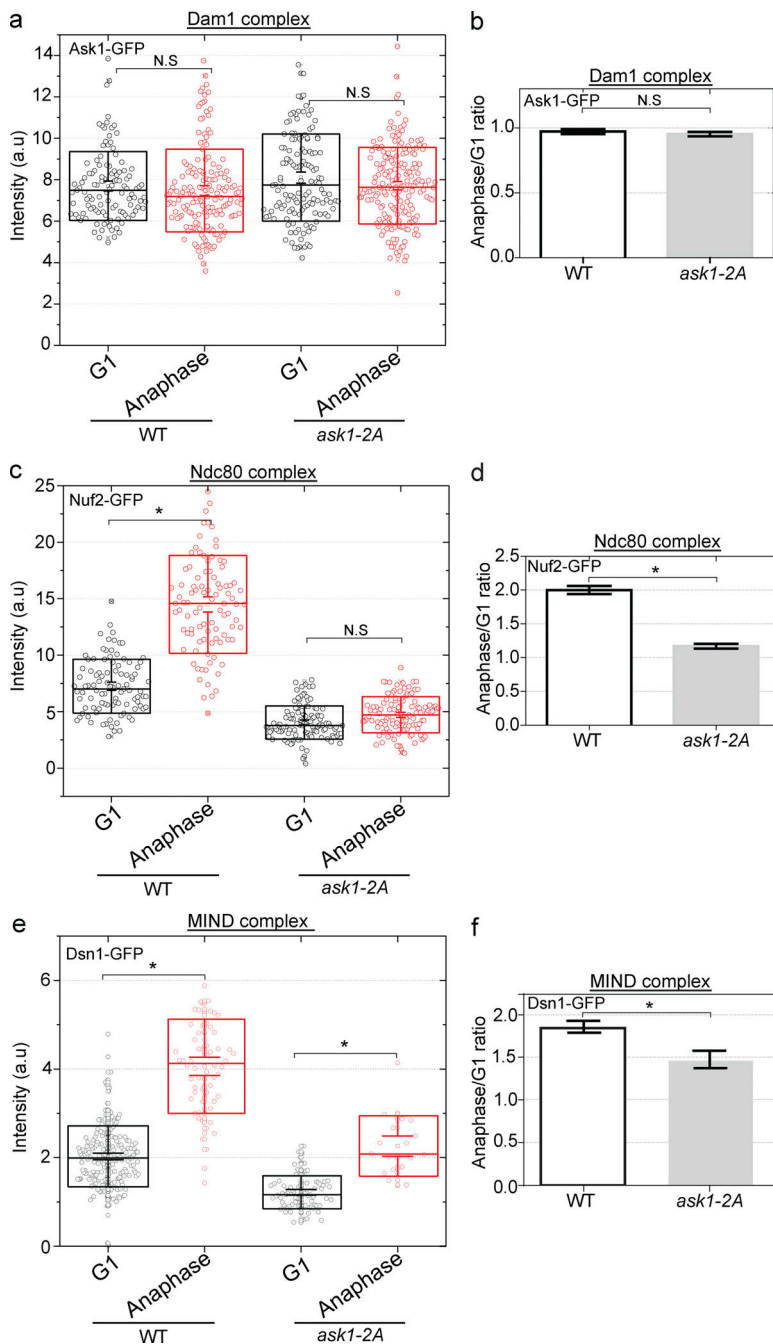 a
Dam1 complex
Ask1-GFP
N.S
N.S
Intensity (a.u)
14
12
10
8
6
4
2
0
G1
Anaphase
G1
Anaphase
WT
ask1-2A
b
Dam1 complex
Ask1-GFP
N.S
Anaphase/G1 ratio
1.0
0.5
0.0
WT
ask1-2A
c
Ndc80 complex
Nuf2-GFP
*
N.S
Intensity (a.u)
25
20
15
10
5
0
G1
Anaphase
G1
Anaphase
WT
ask1-2A
d
Ndc80 complex
Nuf2-GFP
*
Anaphase/G1 ratio
2.5
2.0
1.5
1.0
0.5
0.0
WT
ask1-2A
e
MIND complex
Dsn1-GFP
*
*
Intensity (a.u)
6
4
2
0
G1
Anaphase
G1
Anaphase
WT
ask1-2A
f
MIND complex
Dsn1-GFP
*
Anaphase/G1 ratio
2.0
1.5
1.0
0.5
0.0
WT
ask1-2A